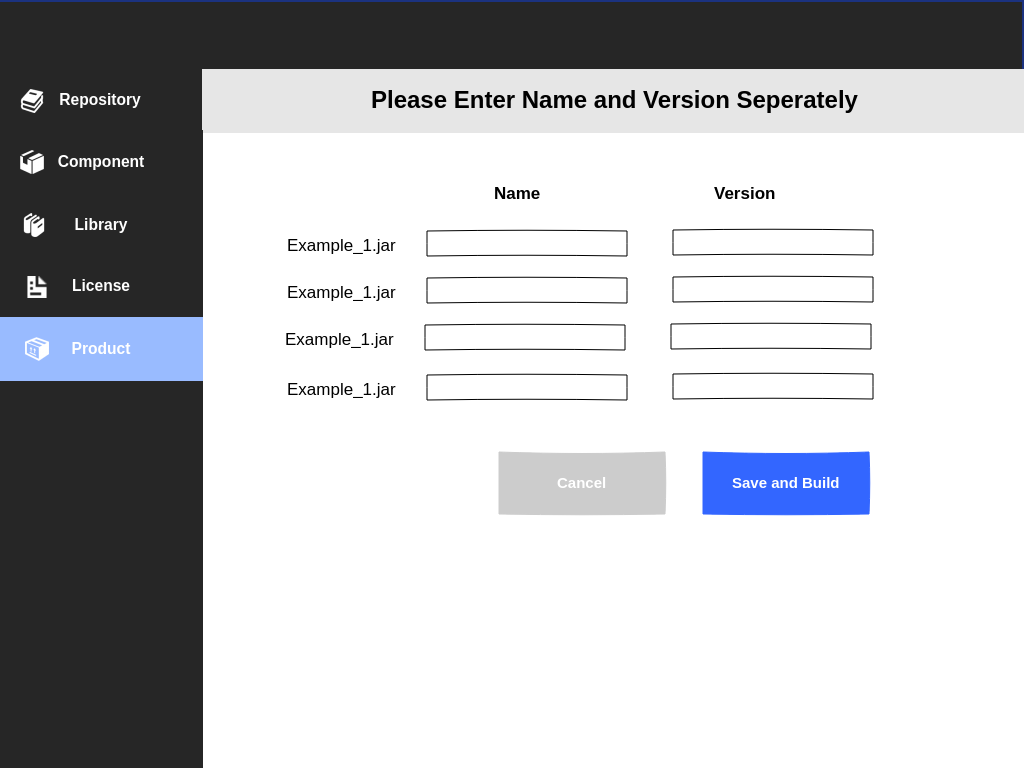 Please Enter Name and Version Seperately
Repository
Component
Library
License
Product
Name Version
Example_1.jar
Example_1.jar
Example_1.jar
Example_1.jar
Cancel Save and Build